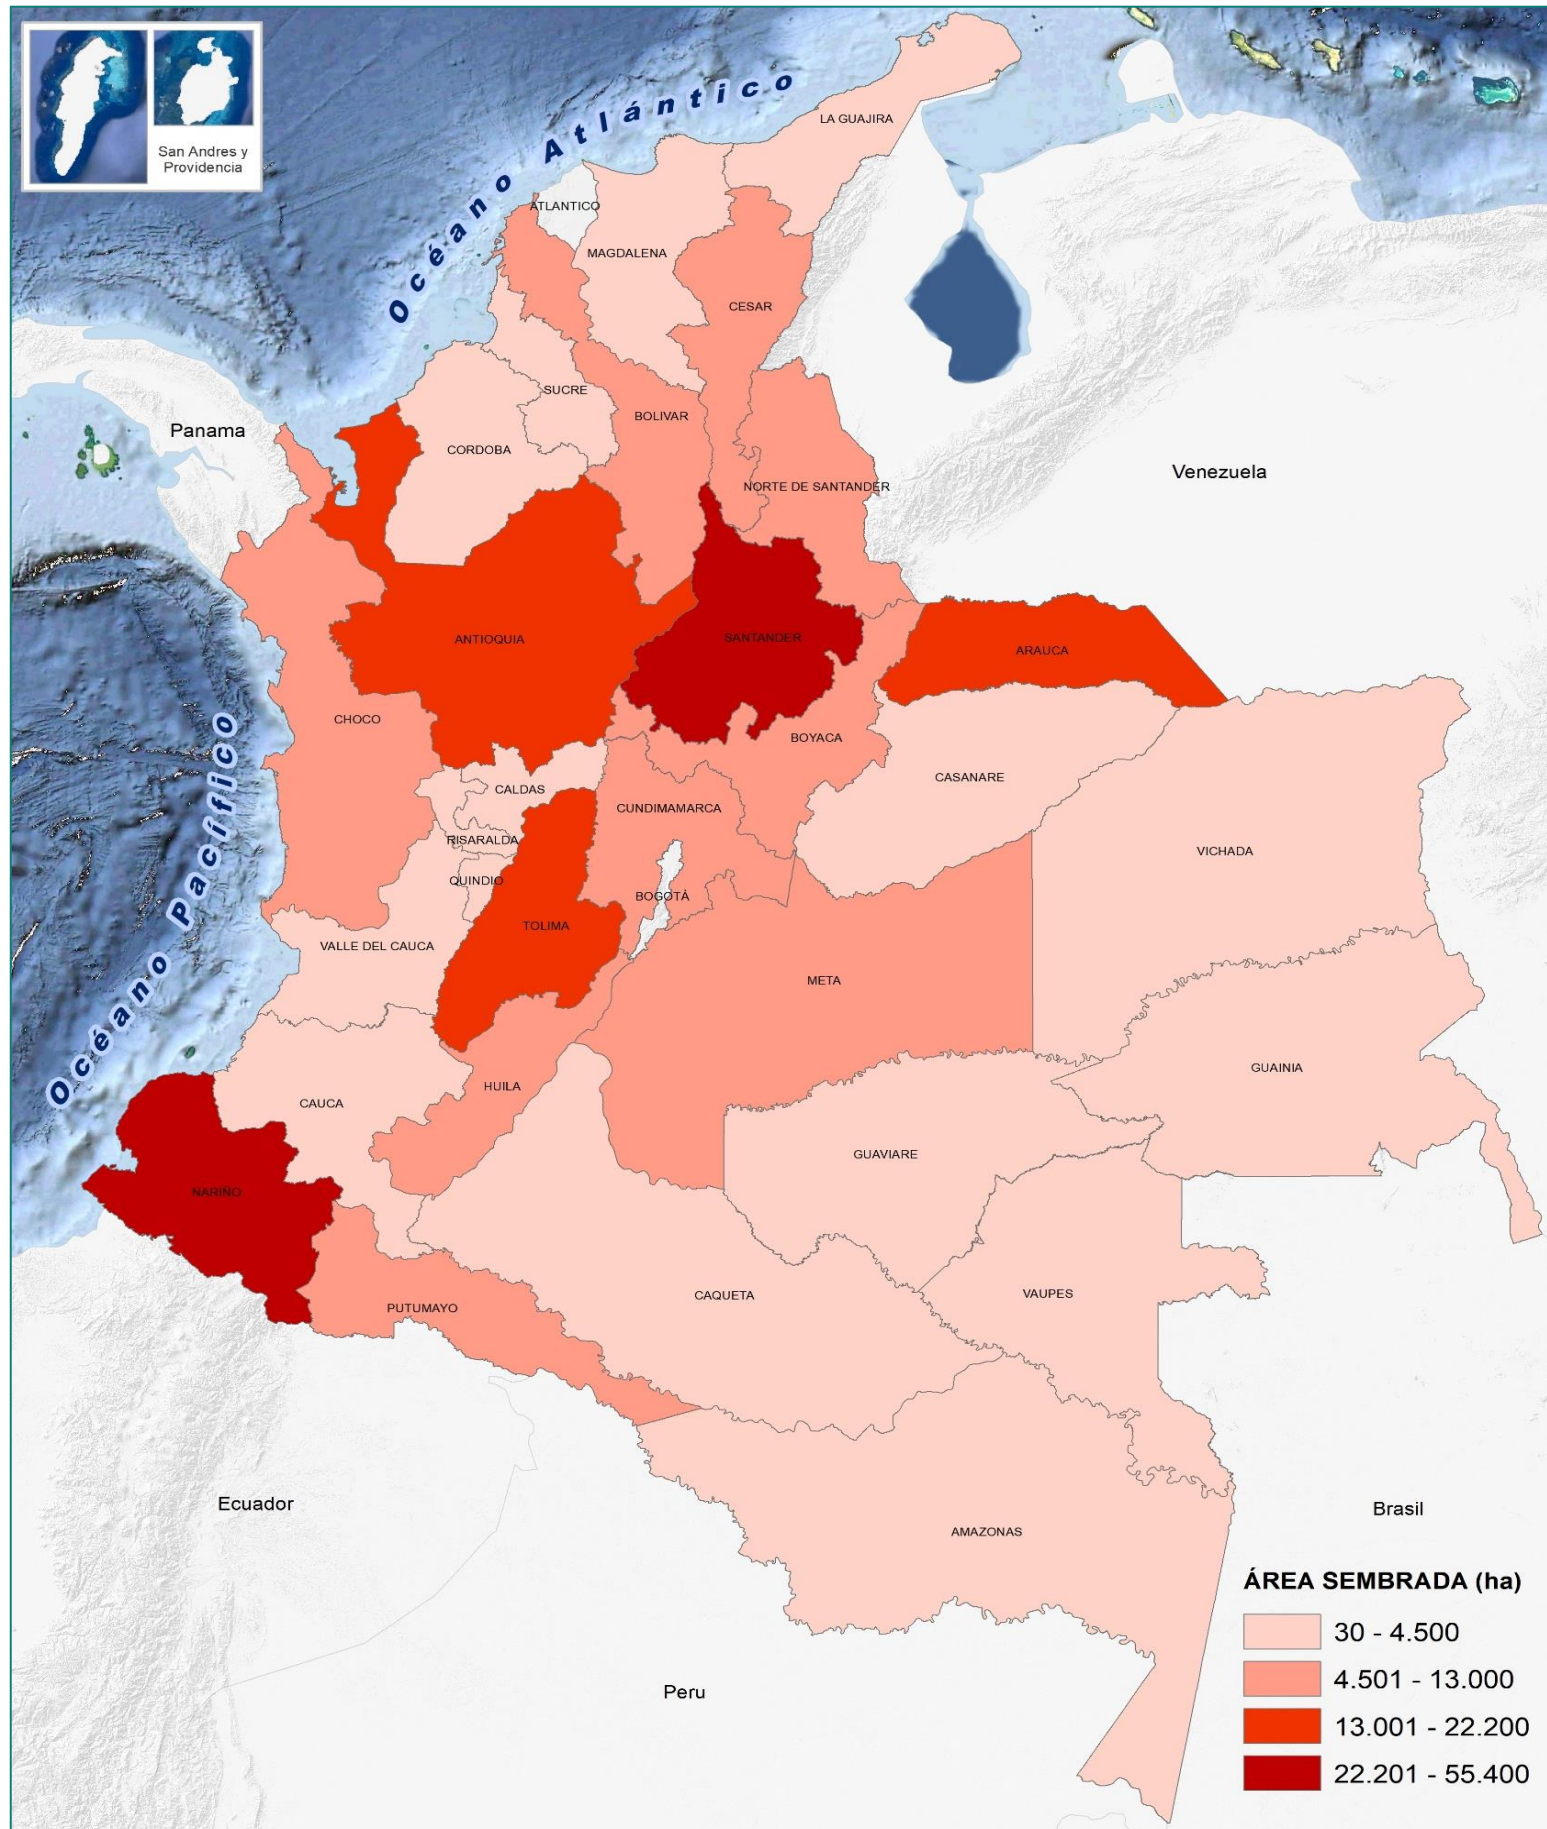 San Andres y
Providencia
Océano Atlántico
LA GUAJIRA
ATLANTICO
MAGDALENA
CESAR
SUCRE
BOLIVAR
Panama
CORDOBA
Venezuela
NORTE DE SANTANDER
ANTIOQUIA
SANTANDER
ARAUCA
CHOCO
BOYACA
CASANARE
CALDAS
CUNDIMAMARCA
RISARALDA
VICHADA
QUINDIO
BOGOTÁ
TOLIMA
VALLE DEL CAUCA
META
Océano Pacífico
GUAINIA
HUILA
CAUCA
GUAVIARE
NARIÑO
CAQUETA
VAUPES
PUTUMAYO
Ecuador
Brasil
AMAZONAS
Peru
ÁREA SEMBRADA (ha)
30 - 4.500
4.501 - 13.000
13.001 - 22.200
22.201 - 55.400